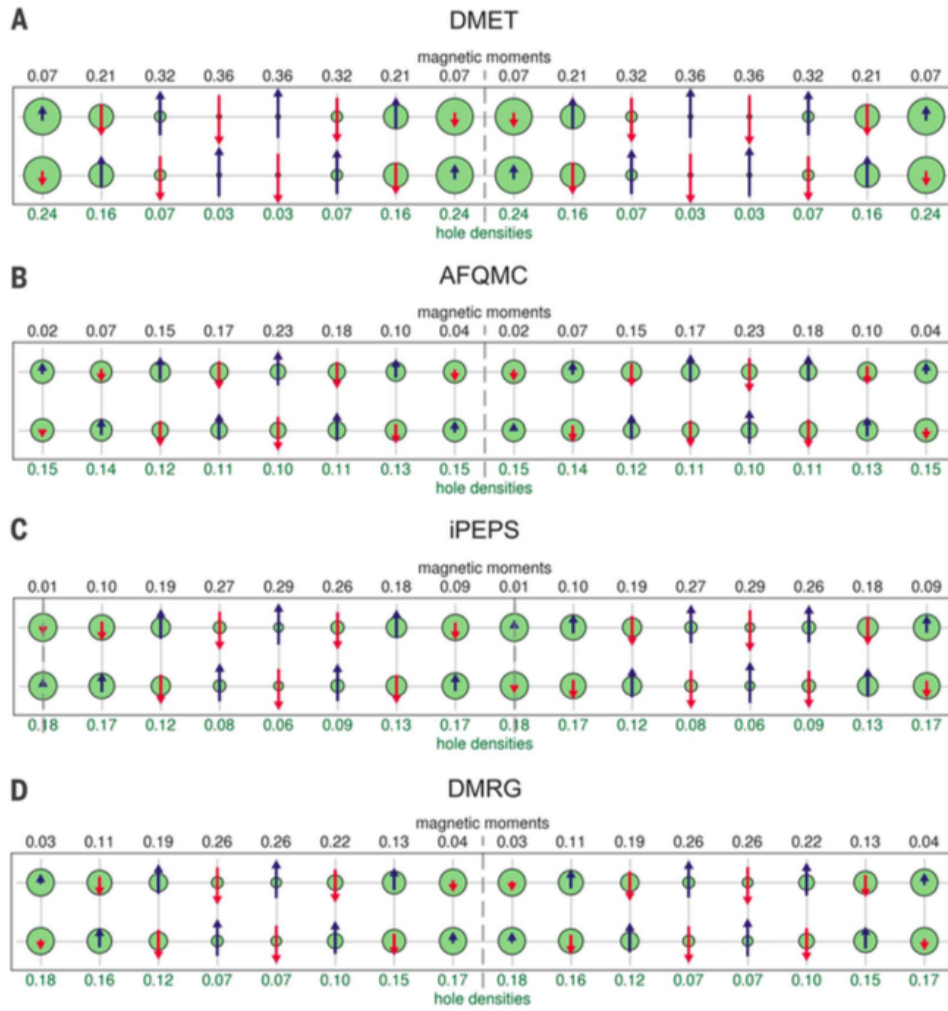 A
DMET
magnetic moments
0.07 0.21 0.32 0.36 0.36 0.32 0.21 0.07 0.07 0.21 0.32 0.36 0.36 0.32 0.21 0.07
0.24 0.16 0.07 0.03 0.03 0.07 0.16 0.24 0.24 0.16 0.07 0.03 0.03 0.07 0.16 0.24
hole densities
B
AFQMC
magnetic moments
0.02 0.07 0.15 0.17 0.23 0.18 0.10 0.04 0.02 0.07 0.15 0.17 0.23 0.18 0.10 0.04
0.15 0.14 0.12 0.11 0.10 0.11 0.13 0.15 0.15 0.14 0.12 0.11 0.10 0.11 0.13 0.15
hole densities
C
iPEPS
magnetic moments
0.01 0.10 0.19 0.27 0.29 0.26 0.18 0.09 0.01 0.10 0.19 0.27 0.29 0.26 0.18 0.09
0.18 0.17 0.12 0.08 0.06 0.09 0.13 0.17 0.18 0.17 0.12 0.08 0.06 0.09 0.13 0.17
hole densities
D
DMRG
magnetic moments
0.03 0.11 0.19 0.26 0.26 0.22 0.13 0.04 0.03 0.11 0.19 0.26 0.26 0.22 0.13 0.04
0.18 0.16 0.12 0.07 0.07 0.10 0.15 0.17 0.18 0.16 0.12 0.07 0.07 0.10 0.15 0.17
hole densities